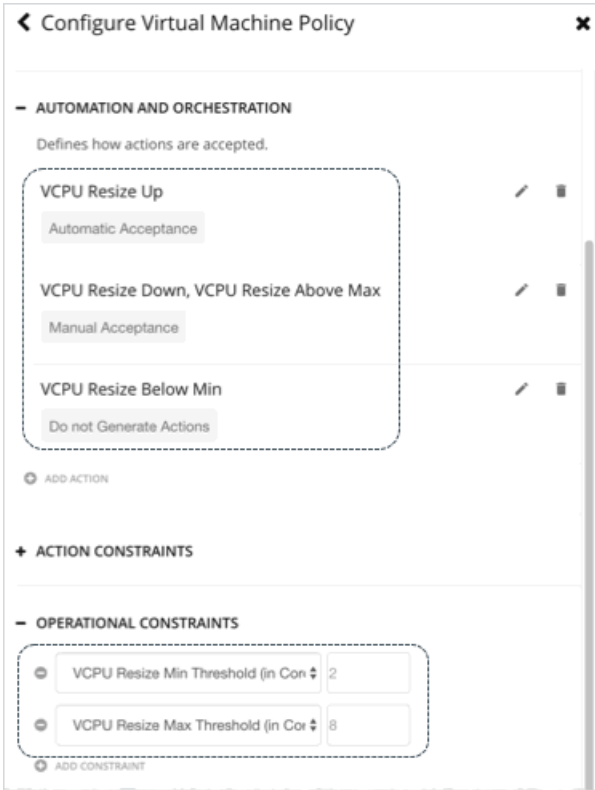 Configure Virtual Machine Policy
AUTOMATION AND ORCHESTRATION
Defines how actions are accepted.
VCPU Resize Up
Automatic Acceptance
VCPU Resize Down, VCPU Resize Above Max
Manual Acceptance
VCPU Resize Below Min
Do not Generate Actions
ADD ACTION
ACTION CONSTRAINTS
OPERATIONAL CONSTRAINTS
VCPU Resize Min Threshold (in Cor 2
VCPU Resize Max Threshold (in Cor 8
ADD CONSTRAINT